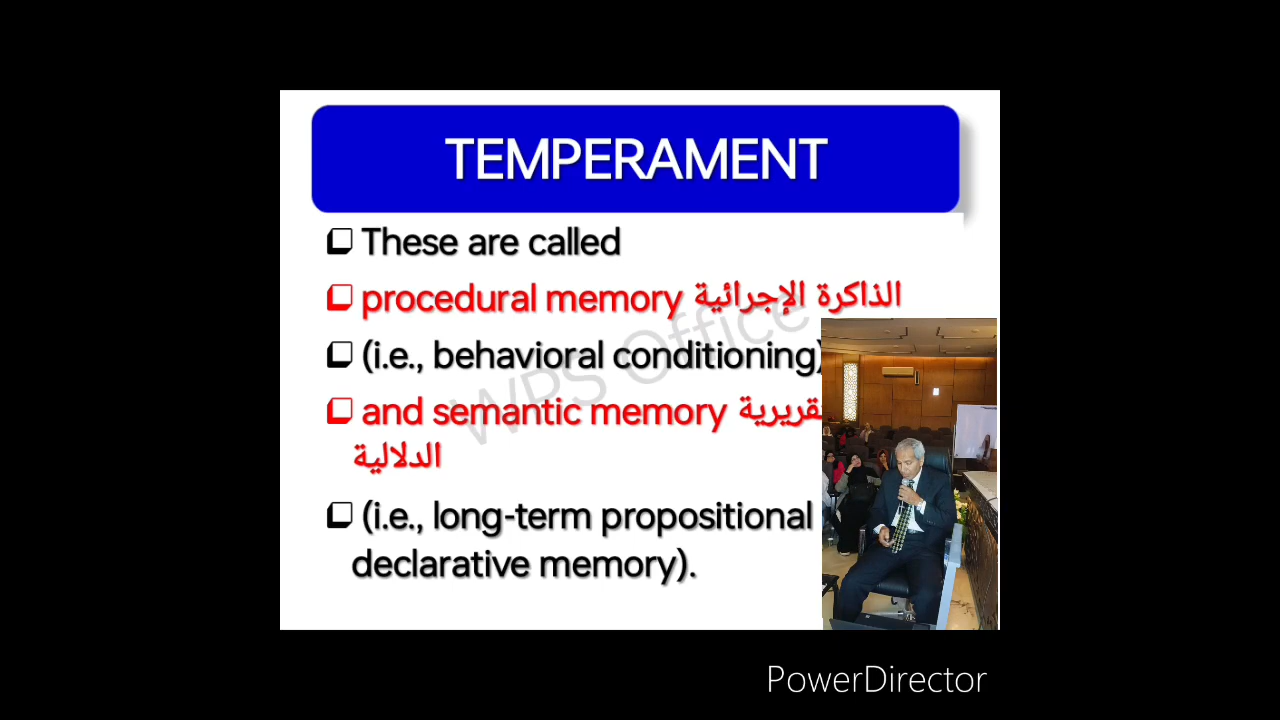 TEMPERAMENT
These are called
procedural memory الذاكرة الإجرائية
(i.e., behavioral conditioning)
and semantic memory
الدلالية
(i.e., long-term propositional
declarative memory).
WPS Office
PowerDirector